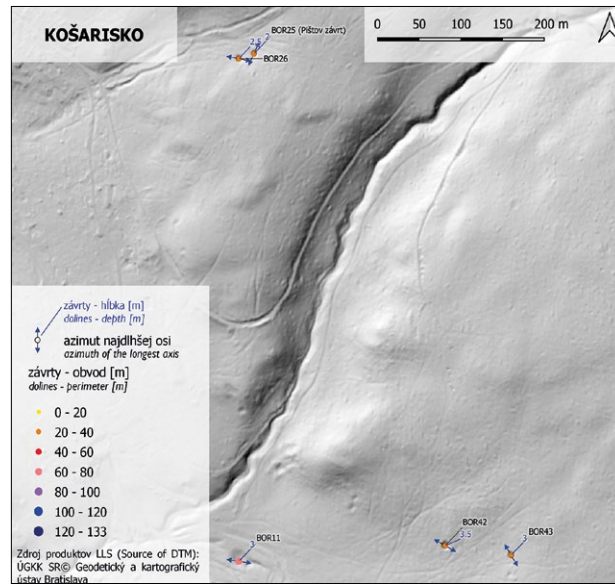 KOŠARISKO
0 50 100 150 200 m
BOR25 (Pištov závrt)
2.5
2
BOR26
závrty - hĺbka [m]
dolines - depth [m]
azimut najdlhšej osi
azimuth of the longest axis
závrty - obvod [m]
dolines - perimeter [m]
0 - 20
20 - 40
40 - 60
60 - 80
80 - 100
100 - 120
120 - 133
Zdroj produktov LLS (Source of DTM):
ÚGKK SR© Geodetický a kartografický
ústav Bratislava
BOR11
3
BOR42
3.5
BOR43
3